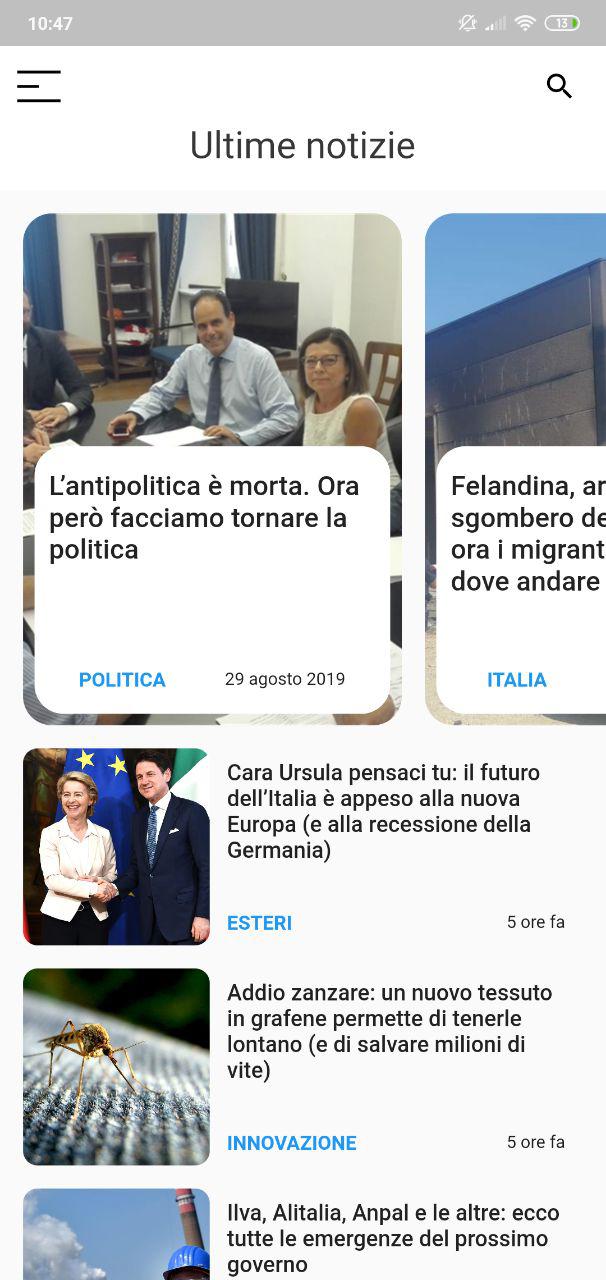 10:47
13
Ultime notizie
L'antipolitica è morta. Ora
però facciamo tornare la
politica
POLITICA 29 agosto 2019
Felandina, ar
sgombero de
ora i migrant
dove andare
ITALIA
Cara Ursula pensaci tu: il futuro
dell'Italia è appeso alla nuova
Europa (e alla recessione della
Germania)
ESTERI 5 ore fa
Addio zanzare: un nuovo tessuto
in grafene permette di tenerle
lontano (e di salvare milioni di
vite)
INNOVAZIONE 5 ore fa
Ilva, Alitalia, Anpal e le altre: ecco
tutte le emergenze del prossimo
governo